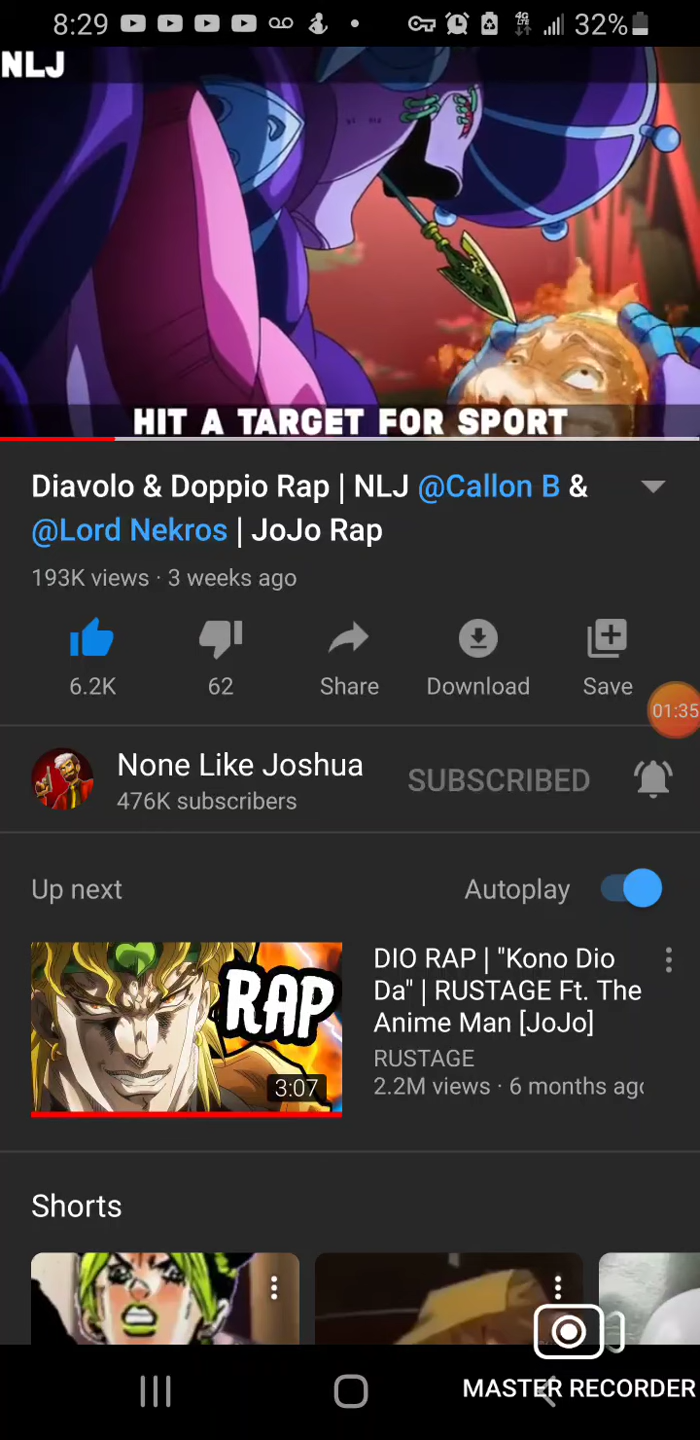 8:29
4G
32%
NLJ
HIT A TARGET FOR SPORT
Diavolo & Doppio Rap | NLJ @Callon B &
@Lord Nekros | JoJo Rap
193K views · 3 weeks ago
6.2K
62
Share
Download
Save
01:35
None Like Joshua
476K subscribers
SUBSCRIBED
Up next
Autoplay
RAP
3:07
DIO RAP | "Kono Dio
Da" | RUSTAGE Ft. The
Anime Man [JoJo]
RUSTAGE
2.2M views · 6 months ago
Shorts
MASTER RECORDER